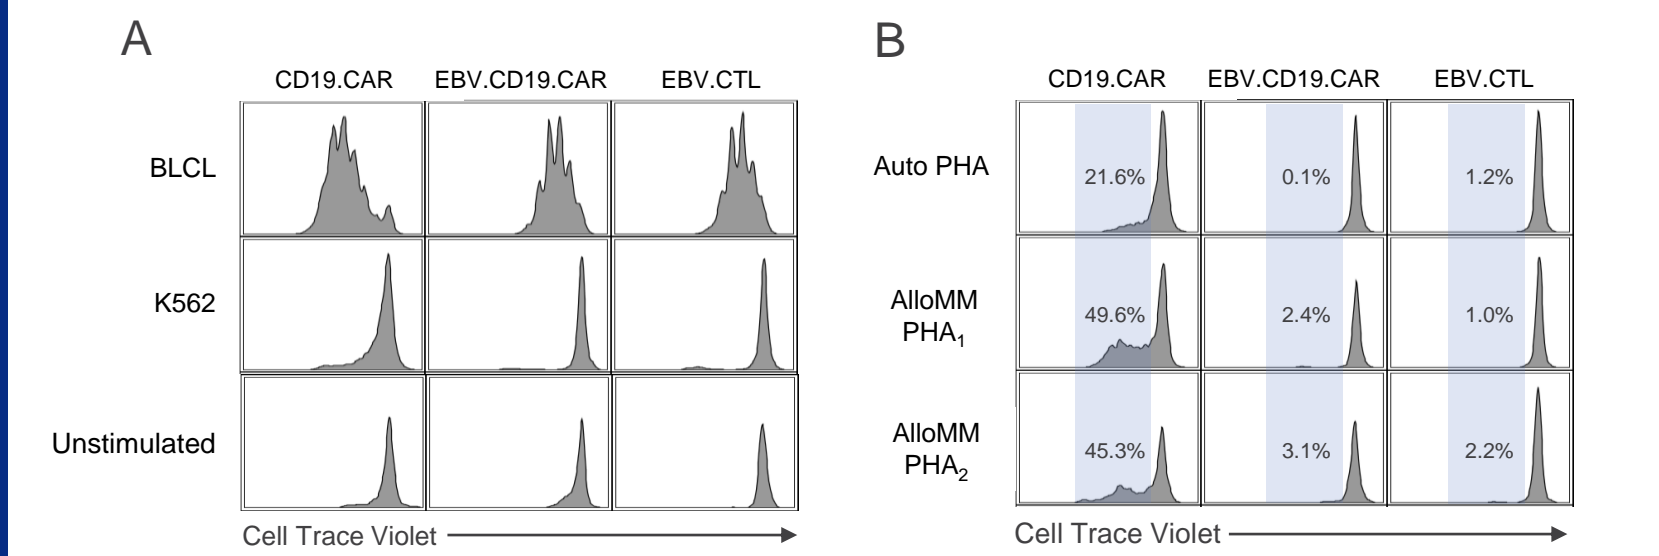 A
CD19.CAR EBV.CD19.CAR EBV.CTL
BLCL
K562
Unstimulated
Cell Trace Violet
B
CD19.CAR EBV.CD19.CAR EBV.CTL
Auto PHA
21.6% 0.1% 1.2%
AlloMM
PHA1
49.6% 2.4% 1.0%
AlloMM
PHA2
45.3% 3.1% 2.2%
Cell Trace Violet